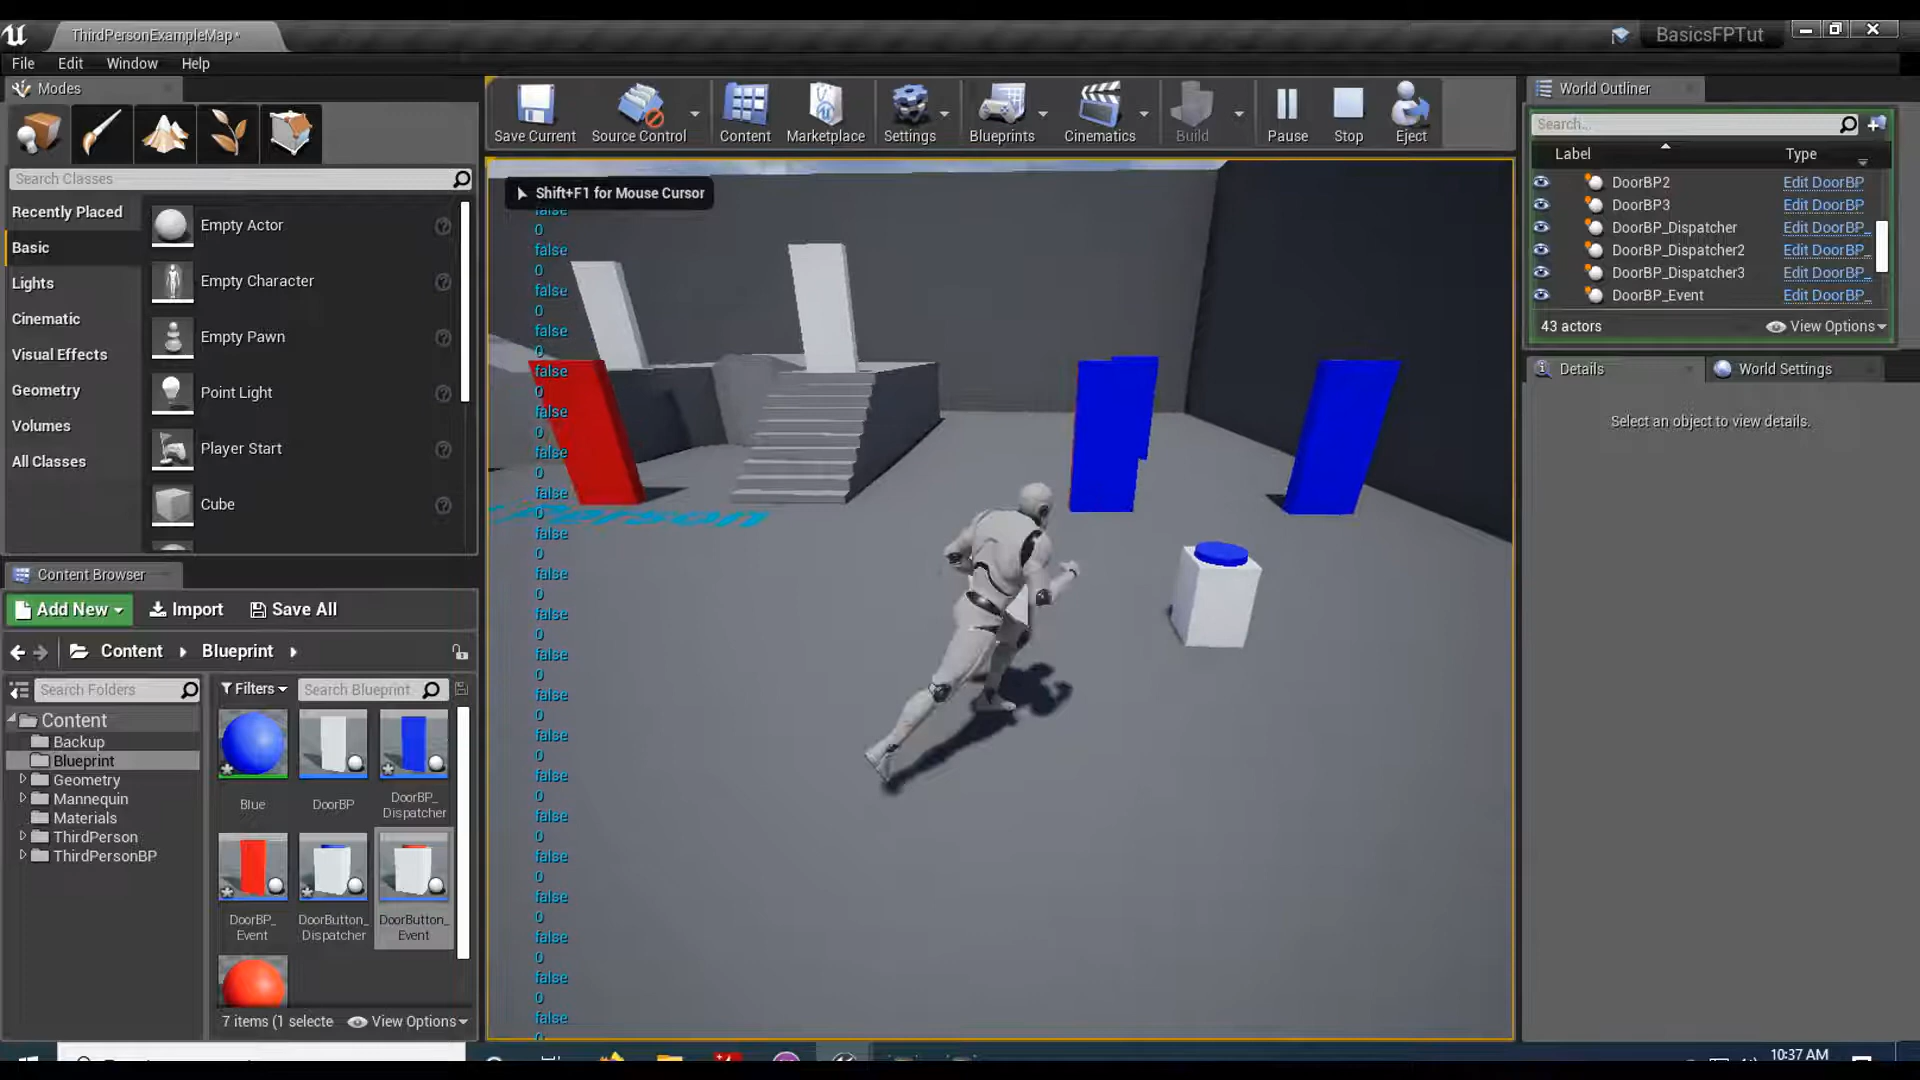 ThirdPersonExampleMap*
BasicsFPTut
File Edit Window Help
Modes
Search Classes
Recently Placed
Basic
Lights
Cinematic
Visual Effects
Geometry
Volumes
All Classes
Empty Actor
Empty Character
Empty Pawn
Point Light
Player Start
Cube
Save Current Source Control Content Marketplace Settings Blueprints Cinematics Build Pause Stop Eject
Shift+F1 for Mouse Cursor
false
0
false
0
false
0
false
0
false
0
false
0
false
0
false
0
false
0
false
0
false
0
false
0
false
0
false
0
false
0
false
0
false
0
false
0
false
0
false
0
false
Person
World Outliner
Search...
Label Type
DoorBP2 Edit DoorBP
DoorBP3 Edit DoorBP
DoorBP_Dispatcher Edit DoorBP_
DoorBP_Dispatcher2 Edit DoorBP_
DoorBP_Dispatcher3 Edit DoorBP_
DoorBP_Event Edit DoorBP_
43 actors View Options
Details World Settings
Select an object to view details.
Content Browser
Add New Import Save All
Content Blueprint
Search Folders
Filters Search Blueprint
Content
Backup
Blueprint
Geometry
Mannequin
Materials
ThirdPerson
ThirdPersonBP
Blue
DoorBP
DoorBP_
Dispatcher
DoorBP_
Event
DoorButton_
Dispatcher
DoorButton_
Event
7 items (1 selecte View Options
10:37 AM